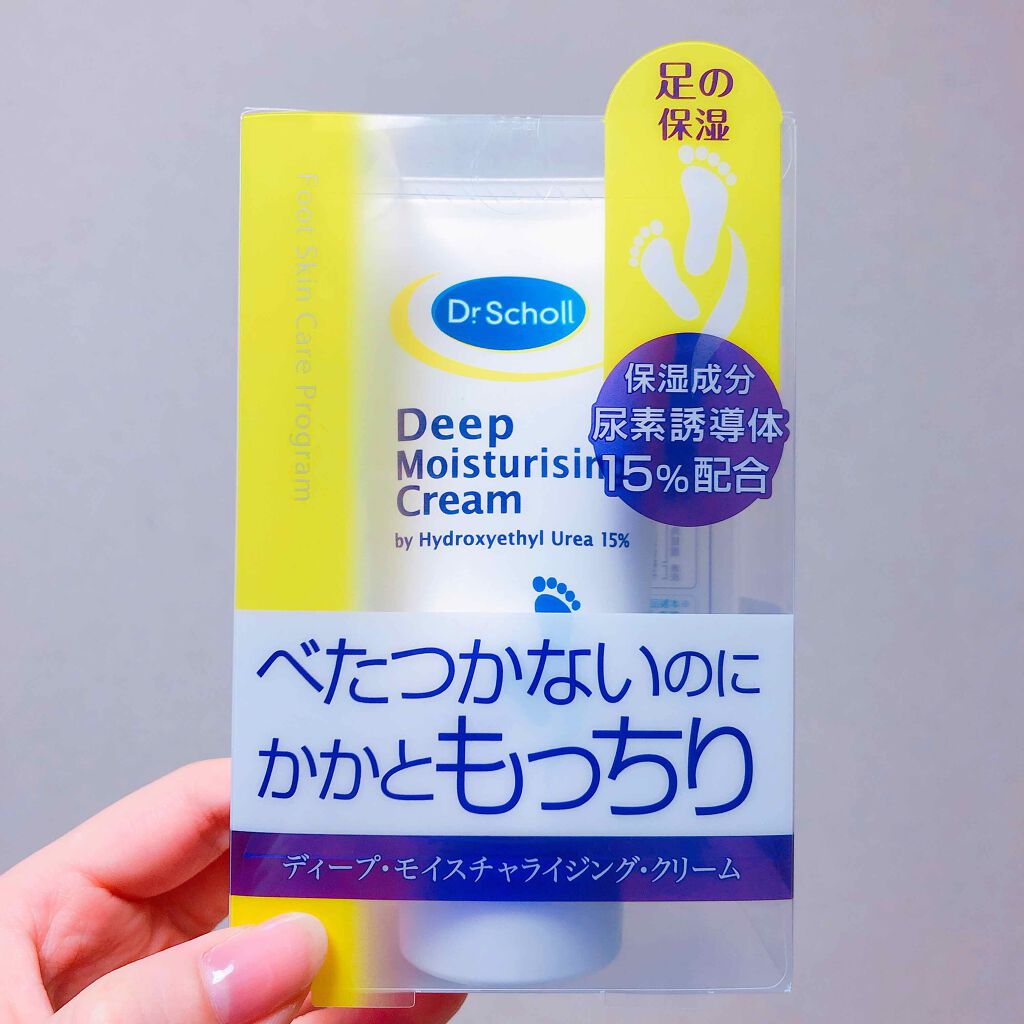 足の
保湿
Foot Skin Care Program
Dr. Scholl
保湿成分
尿素誘導体
15%配合
Deep
Moisturising
Cream
by Hydroxyethyl Urea 15%
べたつかないのに
かかともっちり
ディープ・モイスチャライジング・クリーム